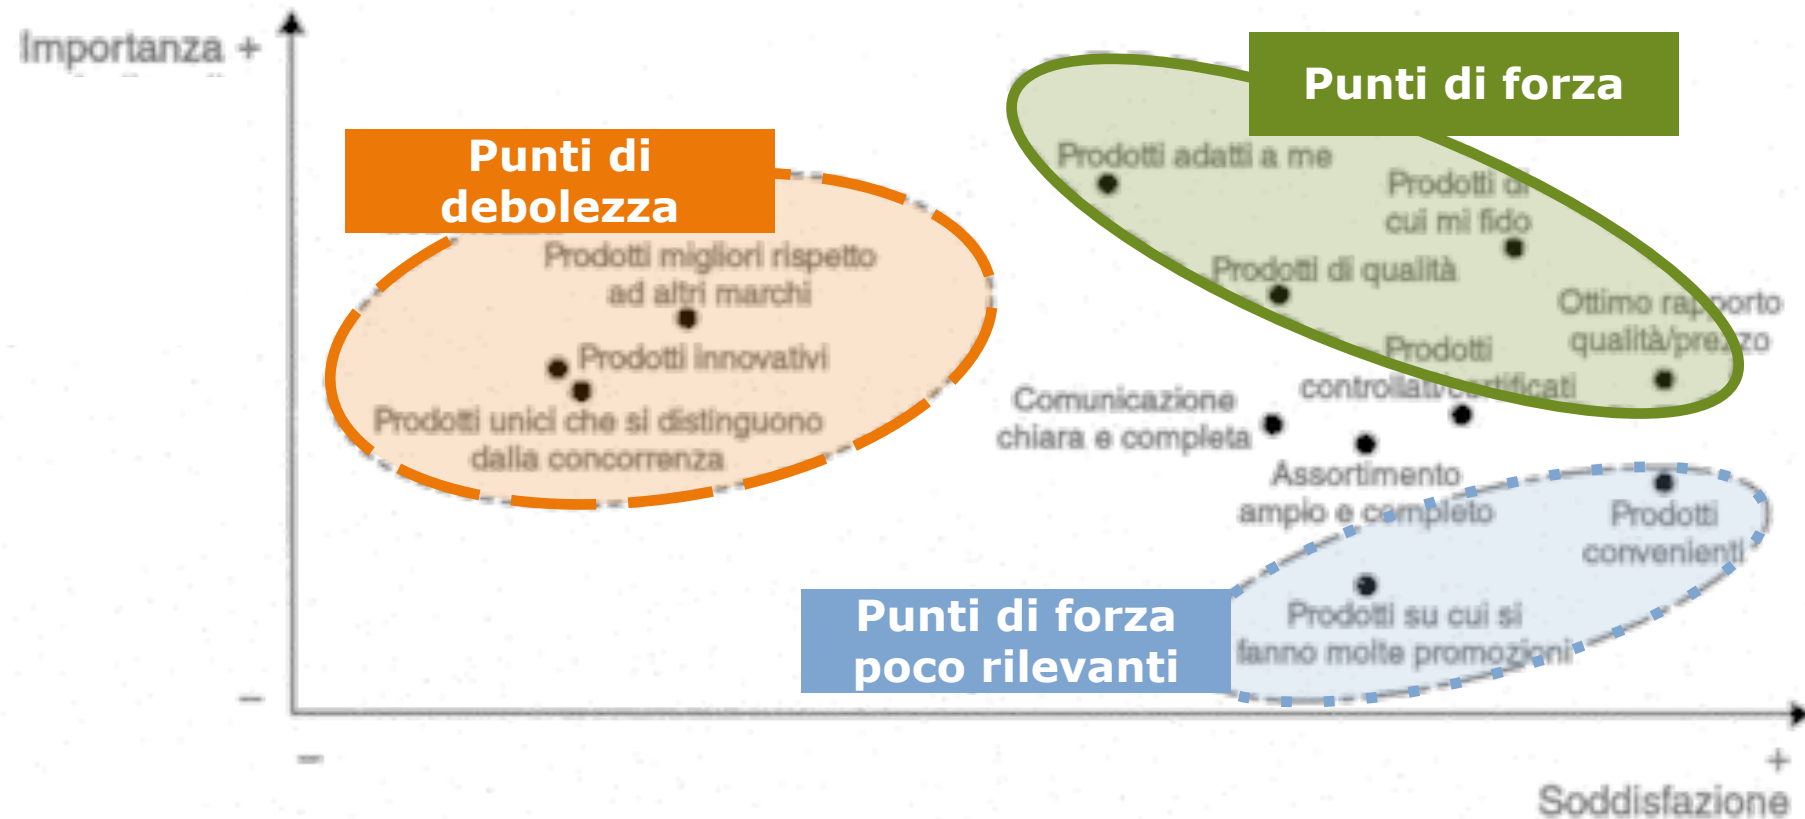 Importanza +
Punti di forza
Punti di
debolezza
Prodotti adatti a me
Prodotti di
cui mi fido
Prodotti migliori rispetto
ad altri marchi
Prodotti di qualità
Ottimo rapporto
qualità/prezzo
Prodotti innovativi
Prodotti
controllati/certificati
Prodotti unici che si distinguono
dalla concorrenza
Comunicazione
chiara e completa
Assortimento
ampio e completo
Prodotti
convenienti
Punti di forza
poco rilevanti
Prodotti su cui si
fanno molte promozioni
–
–
+
Soddisfazione